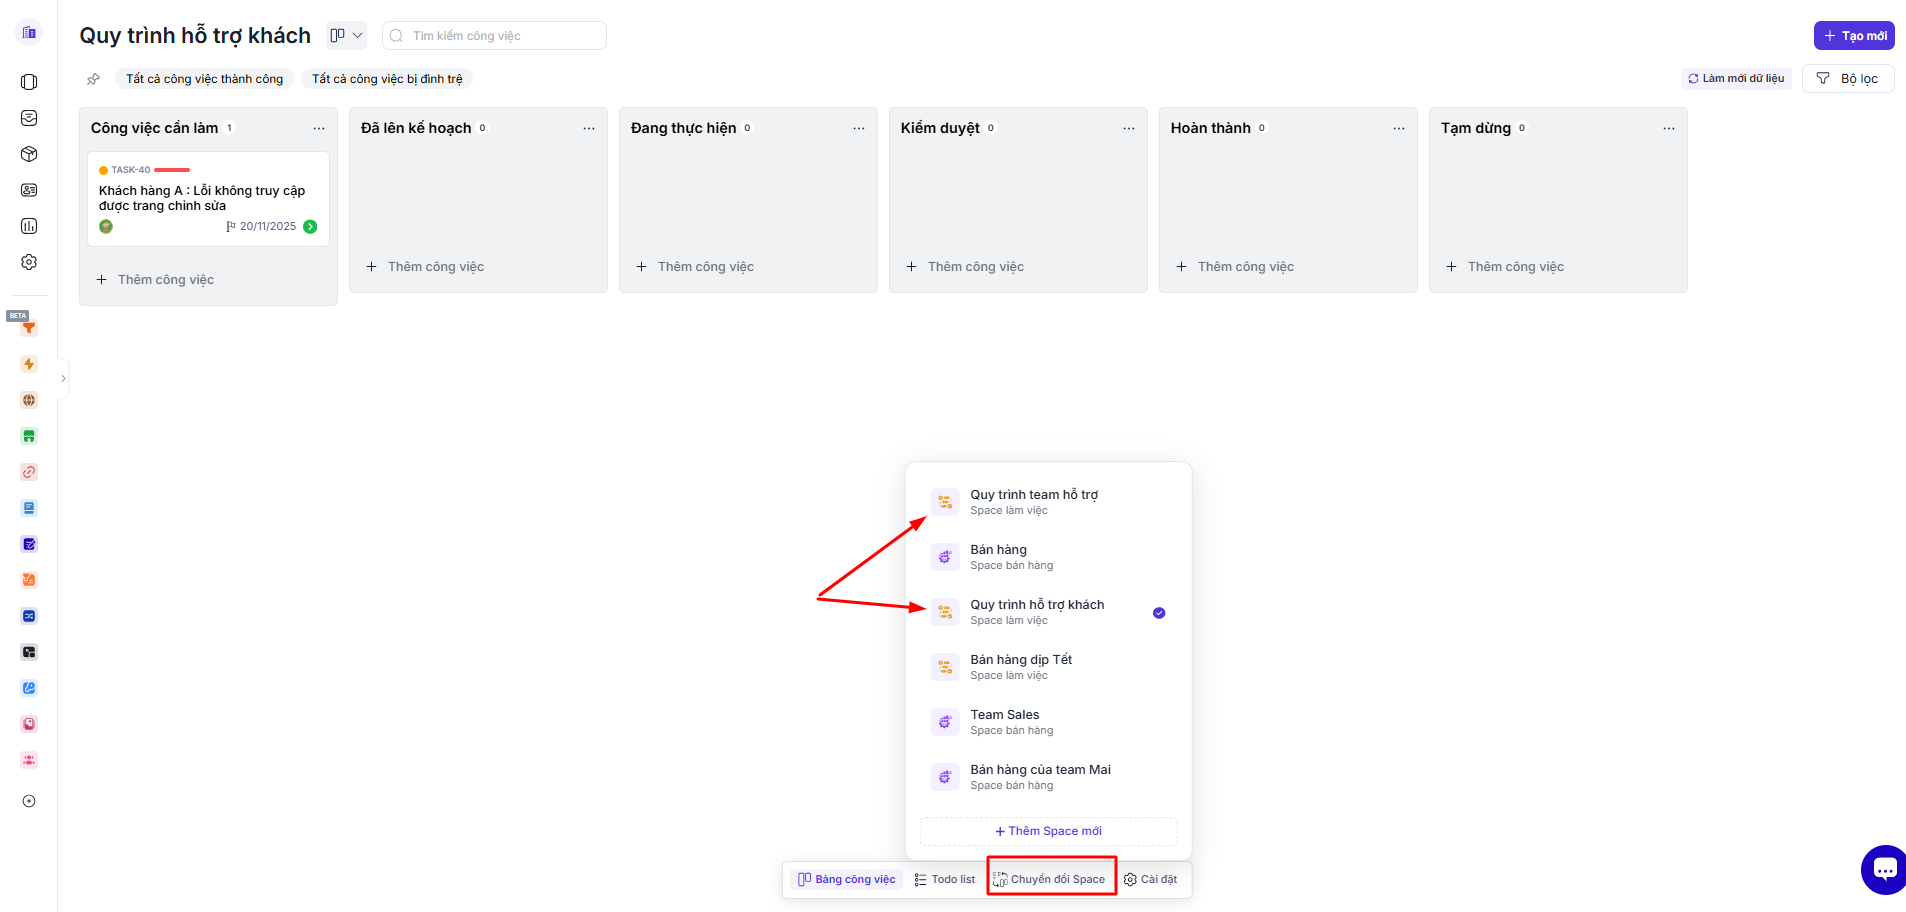 Quy trình hỗ trợ khách
Tìm kiếm công việc
Tạo mới
Tất cả công việc thành công
Tất cả công việc bị đình trệ
Làm mới dữ liệu
Bộ lọc
Công việc cần làm 1
Đã lên kế hoạch 0
Đang thực hiện 0
Kiểm duyệt 0
Hoàn thành 0
Tạm dừng 0
TASK-40
Khách hàng A : Lỗi không truy cập
được trang chỉnh sửa
20/11/2025
Thêm công việc
Thêm công việc
Thêm công việc
Thêm công việc
Thêm công việc
Thêm công việc
BETA
Quy trình team hỗ trợ
Space làm việc
Bán hàng
Space bán hàng
Quy trình hỗ trợ khách
Space làm việc
Bán hàng dịp Tết
Space làm việc
Team Sales
Space bán hàng
Bán hàng của team Mai
Space bán hàng
Thêm Space mới
Bảng công việc
Todo list
Chuyển đổi Space
Cài đặt